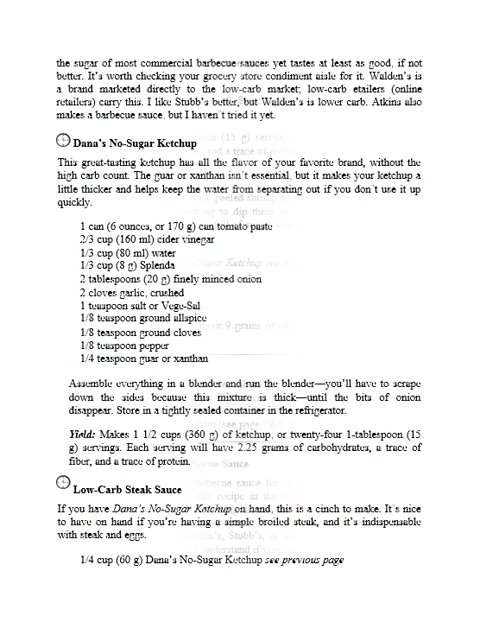 the sugar of most commercial barbecue sauces yet tastes at least as good, if not
better. It's worth checking your grocery store condiment aisle for it. Walden's is
a brand marketed directly to the low-carb market; low-carb etailers (online
retailers) carry this. I like Stubb's better, but Walden's is lower carb. Atkins also
makes a barbecue sauce, but I haven't tried it yet.
Dana's No-Sugar Ketchup
This great-tasting ketchup has all the flavor of your favorite brand, without the
high carb count. The guar or xanthan isn't essential, but it makes your ketchup a
little thicker and helps keep the water from separating out if you don't use it up
quickly.
1 can (6 ounces, or 170 g) can tomato paste
2/3 cup (160 ml) cider vinegar
1/3 cup (80 ml) water
1/3 cup (8 g) Splenda
2 tablespoons (20 g) finely minced onion
2 cloves garlic, crushed
1 teaspoon salt or Vege-Sal
1/8 teaspoon ground allspice
1/8 teaspoon ground cloves
1/8 teaspoon pepper
1/4 teaspoon guar or xanthan
Assemble everything in a blender and run the blender—you'll have to scrape
down the sides because this mixture is thick—until the bits of onion
disappear. Store in a tightly sealed container in the refrigerator.
Yield: Makes 1 1/2 cups (360 g) of ketchup, or twenty-four 1-tablespoon (15
g) servings. Each serving will have 2.25 grams of carbohydrates, a trace of
fiber, and a trace of protein.
Low-Carb Steak Sauce
If you have Dana's No-Sugar Ketchup on hand, this is a cinch to make. It's nice
to have on hand if you're having a simple broiled steak, and it's indispensable
with steak and eggs.
1/4 cup (60 g) Dana's No-Sugar Ketchup see previous page